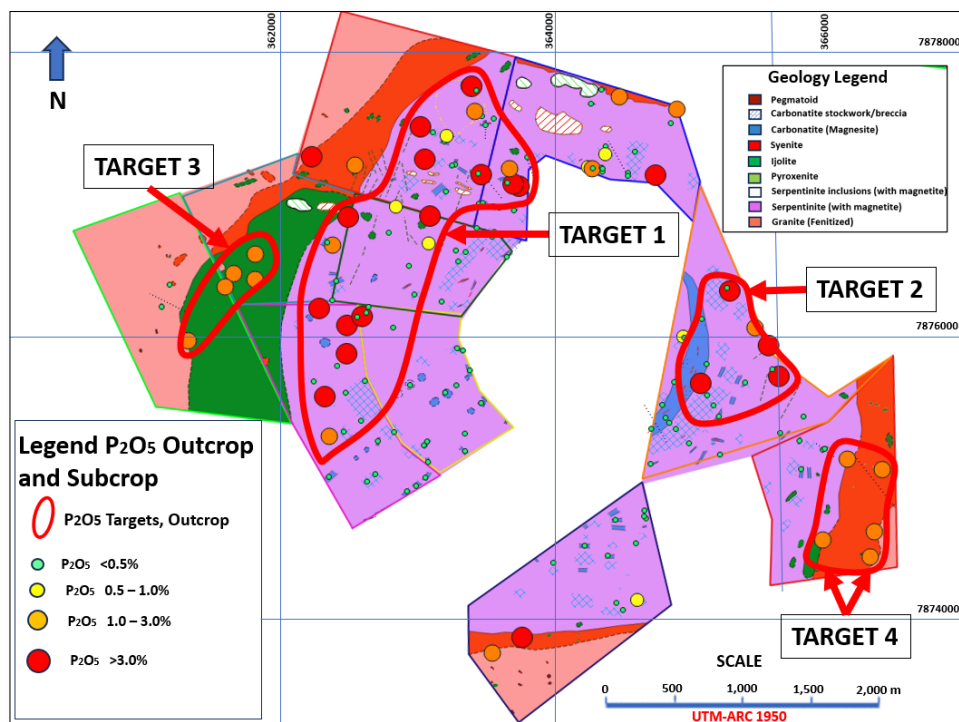 362000
364000
366000
7878000
N
Geology Legend
Pegmatoid
Carbonatite stockwork/breccia
Carbonatite (Magnesite)
Syenite
Ijolite
Pyroxenite
Serpentinite inclusions (with magnetite)
Serpentinite (with magnetite)
Granite (Fenitized)
TARGET 3
TARGET 1
TARGET 2
7876000
Legend P₂O₅ Outcrop
and Subcrop
P₂O₅ Targets, Outcrop
P₂O₅ <0.5%
P₂O₅ 0.5 – 1.0%
P₂O₅ 1.0 – 3.0%
P₂O₅ >3.0%
7874000
TARGET 4
SCALE
0 500 1,000 1,500 2,000 m
UTM-ARC 1950